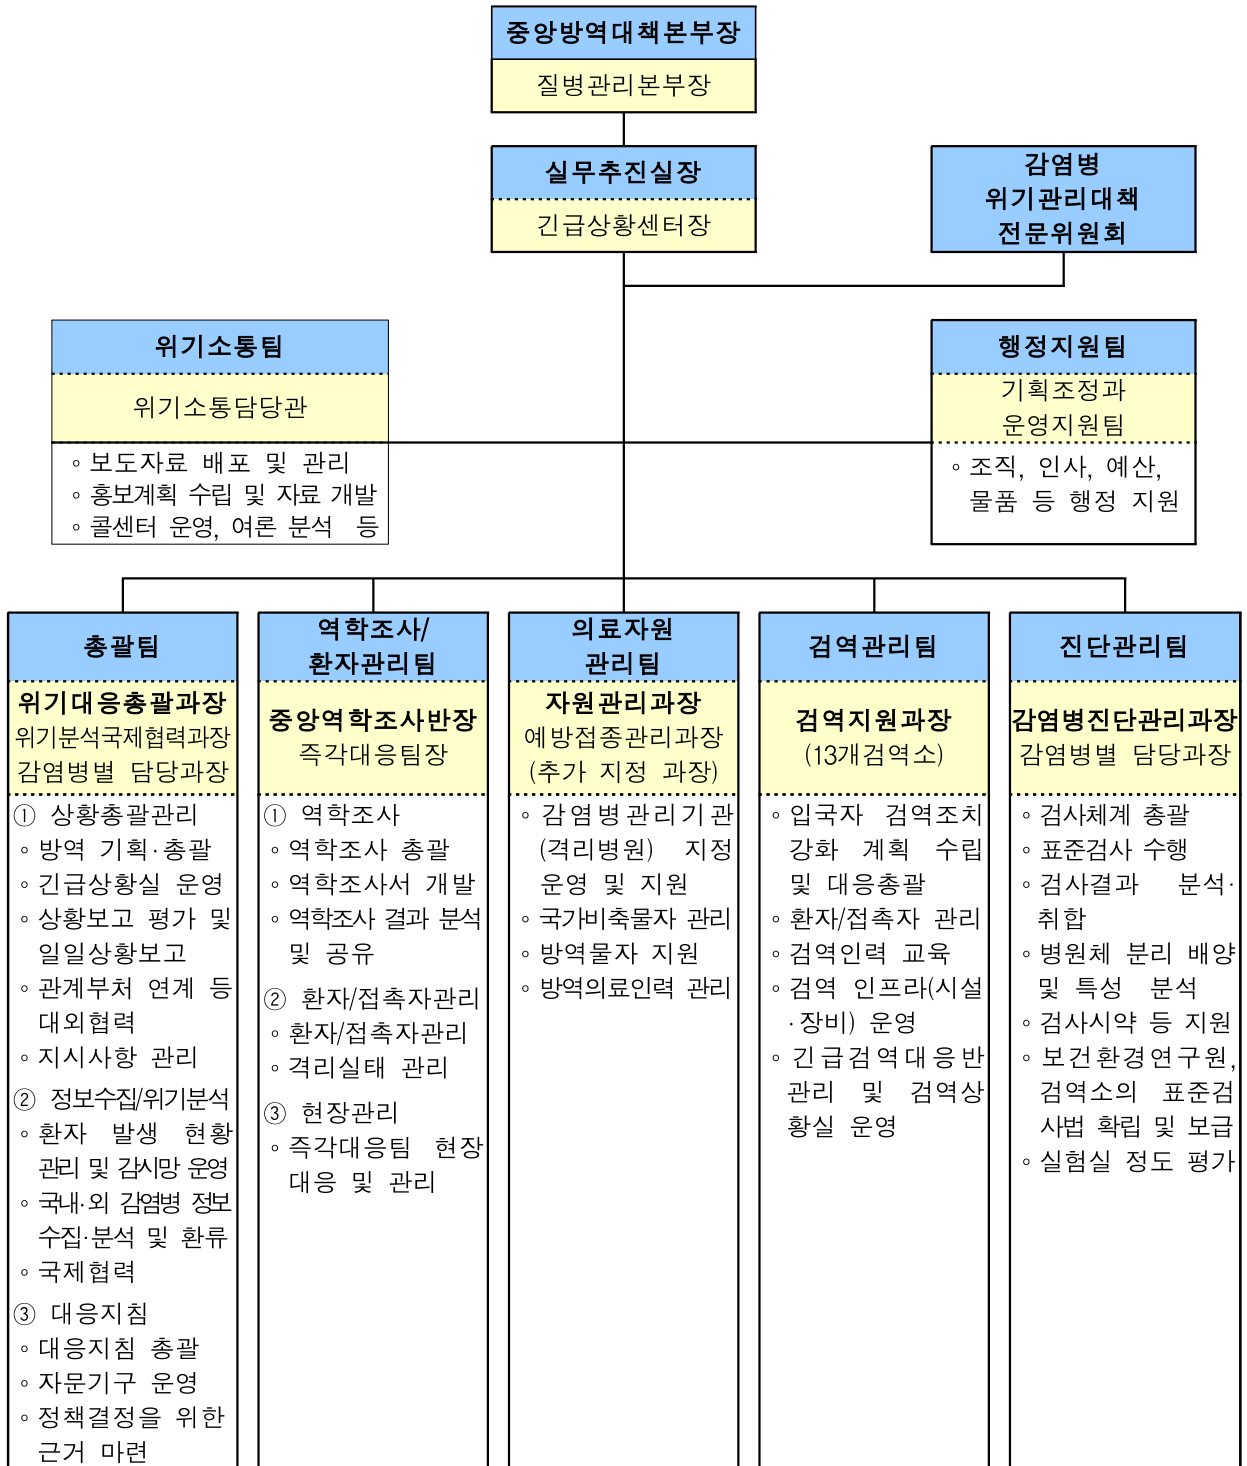 중앙방역대책본부장
질병관리본부장
실무추진실장
긴급상황센터장
감염병
위기관리대책
전문위원회
위기소통팀
위기소통담당관
◦ 보도자료 배포 및 관리
◦ 홍보계획 수립 및 자료 개발
◦ 콜센터 운영, 여론 분석 등
행정지원팀
기획조정과
운영지원팀
◦ 조직, 인사, 예산,
물품 등 행정 지원
총괄팀
위기대응총괄과장
위기분석국제협력과장
감염병별 담당과장
① 상황총괄관리
◦ 방역 기획·총괄
◦ 긴급상황실 운영
◦ 상황보고 평가 및
일일상황보고
◦ 관계부처 연계 등
대외협력
◦ 지시사항 관리
② 정보수집/위기분석
◦ 환자 발생 현황
관리 및 감시망 운영
◦ 국내·외 감염병 정보
수집·분석 및 환류
◦ 국제협력
③ 대응지침
◦ 대응지침 총괄
◦ 자문기구 운영
◦ 정책결정을 위한
근거 마련
역학조사/
환자관리팀
중앙역학조사반장
즉각대응팀장
① 역학조사
◦ 역학조사 총괄
◦ 역학조사서 개발
◦ 역학조사 결과 분석
및 공유
② 환자/접촉자관리
◦ 환자/접촉자관리
◦ 격리실태 관리
③ 현장관리
◦ 즉각대응팀 현장
대응 및 관리
의료자원
관리팀
자원관리과장
예방접종관리과장
(추가 지정 과장)
◦ 감염병관리기관
(격리병원) 지정
운영 및 지원
◦ 국가비축물자 관리
◦ 방역물자 지원
◦ 방역의료인력 관리
검역관리팀
검역지원과장
(13개검역소)
◦ 입국자 검역조치
강화 계획 수립
및 대응총괄
◦ 환자/접촉자 관리
◦ 검역인력 교육
◦ 검역 인프라(시설
·장비) 운영
◦ 긴급검역대응반
관리 및 검역상
황실 운영
진단관리팀
감염병진단관리과장
감염병별 담당과장
◦ 검사체계 총괄
◦ 표준검사 수행
◦ 검사결과 분석·
취합
◦ 병원체 분리 배양
및 특성 분석
◦ 검사시약 등 지원
◦ 보건환경연구원,
검역소의 표준검
사법 확립 및 보급
◦ 실험실 정도 평가